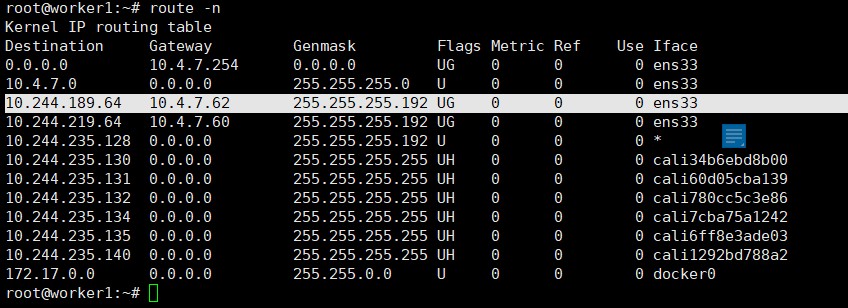 root@worker1:~# route -n
Kernel IP routing table
Destination     Gateway         Genmask         Flags Metric Ref    Use Iface
0.0.0.0         10.4.7.254      0.0.0.0         UG    0      0        0 ens33
10.4.7.0        0.0.0.0         255.255.255.0   U     0      0        0 ens33
10.244.189.64   10.4.7.62       255.255.255.192 UG    0      0        0 ens33
10.244.219.64   10.4.7.60       255.255.255.192 UG    0      0        0 ens33
10.244.235.128  0.0.0.0         255.255.255.192 U     0      0        0 *
10.244.235.130  0.0.0.0         255.255.255.255 UH    0      0        0 cali34b6ebd8b00
10.244.235.131  0.0.0.0         255.255.255.255 UH    0      0        0 cali60d05cba139
10.244.235.132  0.0.0.0         255.255.255.255 UH    0      0        0 cali780cc5c3e86
10.244.235.134  0.0.0.0         255.255.255.255 UH    0      0        0 cali7cba75a1242
10.244.235.135  0.0.0.0         255.255.255.255 UH    0      0        0 cali6ff8e3ade03
10.244.235.140  0.0.0.0         255.255.255.255 UH    0      0        0 cali1292bd788a2
172.17.0.0      0.0.0.0         255.255.0.0     U     0      0        0 docker0
root@worker1:~#